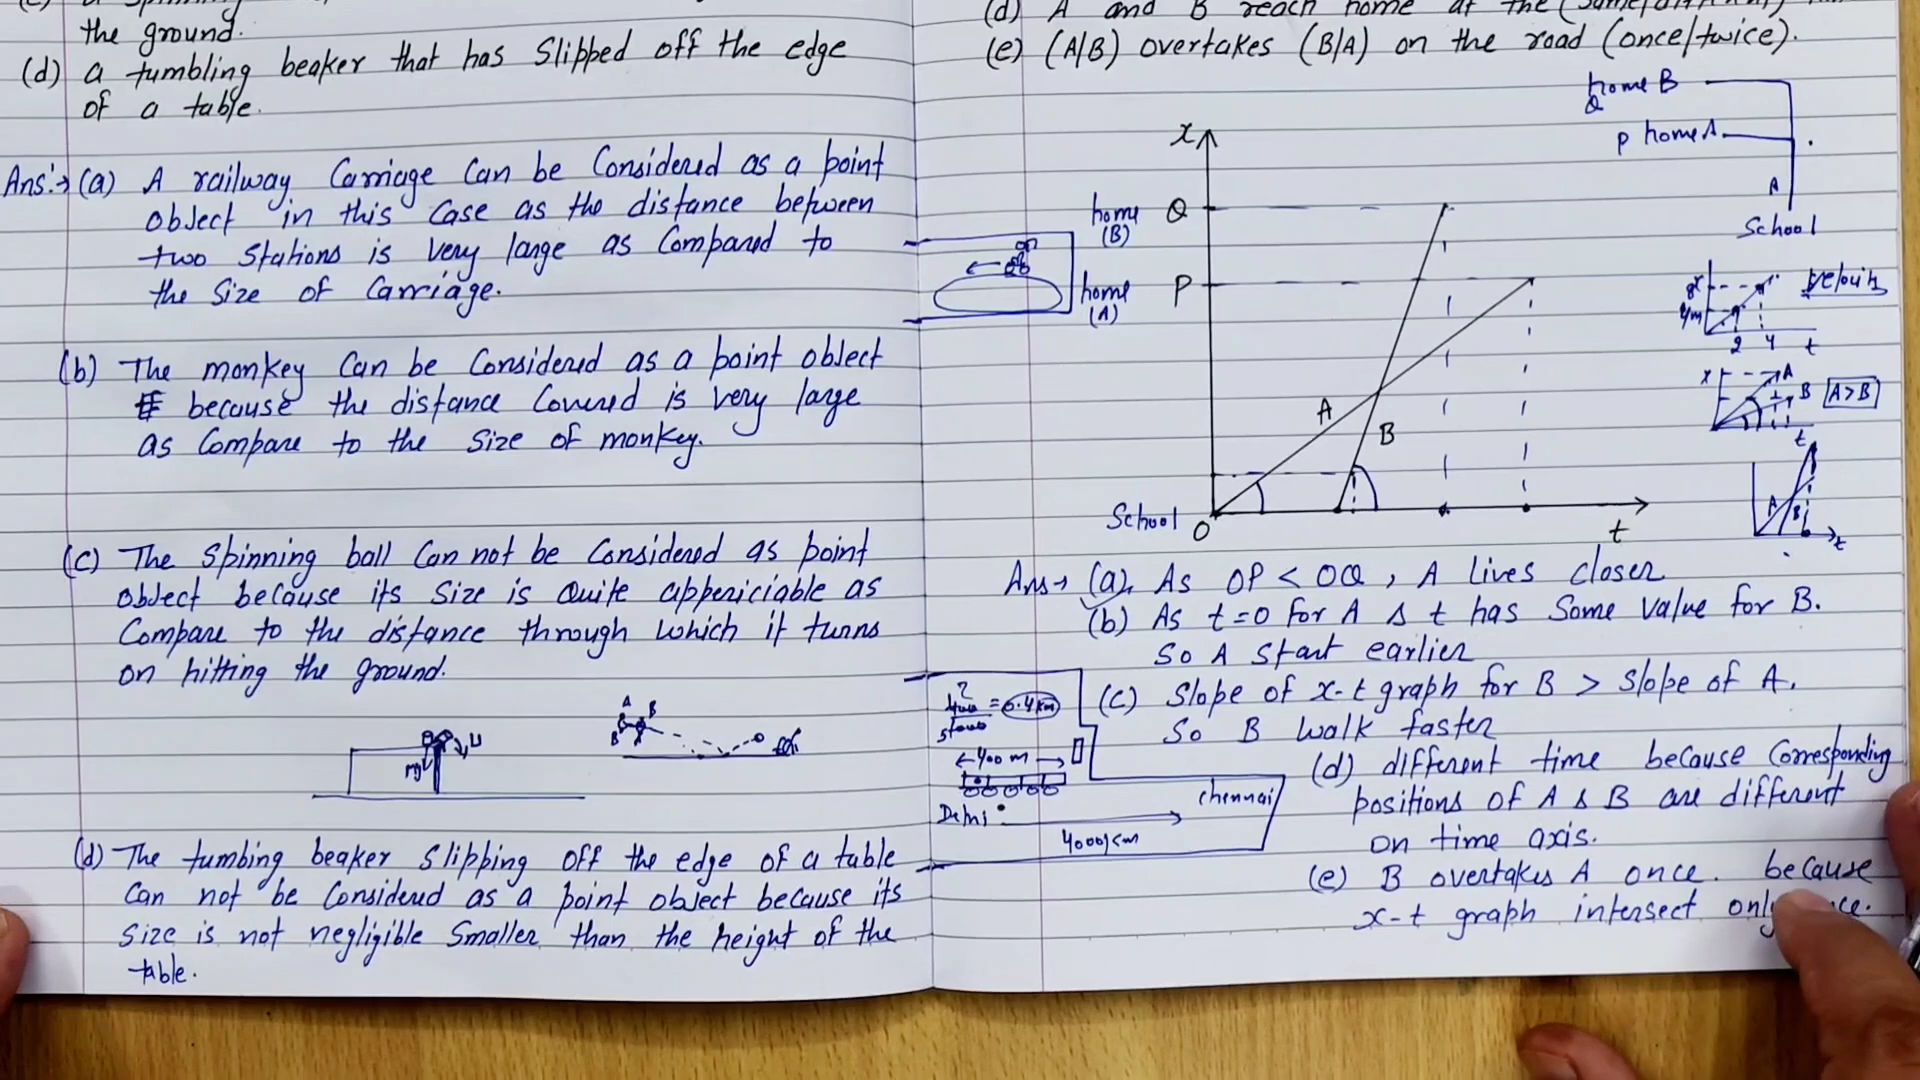 the ground.
(d) a tumbling beaker that has Slipped off the edge
of a table.
Ans:→ (a) A railway Carriage Can be Considered as a point
object in this Case as the distance between
two Stations is very large as Compared to
the Size of Carriage.
(b) The monkey Can be Considered as a point object
because the distance Covered is very large
as Compare to the Size of monkey.
(c) The Spinning ball Can not be Considered as point
object because its Size is Quite appericiable as
Compare to the distance through which it turns
on hitting the ground.
A B
B A
mg
(d) The tumbing beaker Slipping off the edge of a table
Can not be Considered as a point object because its
Size is not negligible Smaller than the height of the
table.
(d) A and B reach home at the
(e) (A/B) overtakes (B/A) on the road (once/twice).
home B
Q
P home A
A
School
x
home Q
(B)
home P
(A)
A
B
School O
t
velocity
8
4m
2 4 t
x A
B A>B
t
A B
t
Ans→ (a). As OP < OQ, A lives closer
(b) As t=0 for A & t has Some value for B.
So A Start earlier
(c) Slope of x-t graph for B > Slope of A.
So B walk faster
(d) different time because Corresponding
positions of A & B are different
on time axis.
(e) B overtakes A once. because
x-t graph intersect
= 0.4km
←400 m→
Delhi
Chennai
4000km